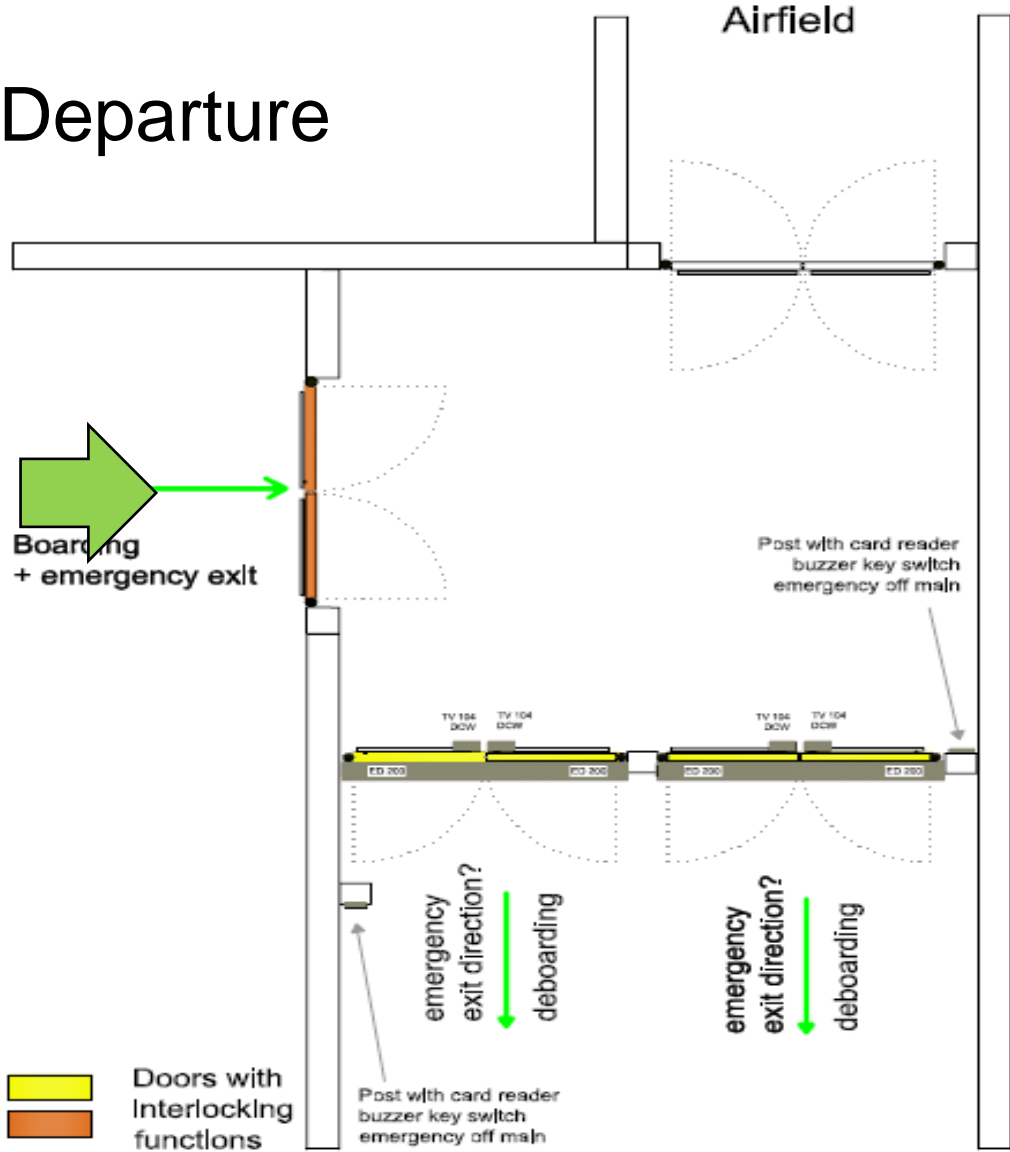 Airfield
Departure
Boarding
+ emergency exit
Post with card reader
buzzer key switch
emergency off main
TV 104
DCW
TV 104
DCW
TV 104
DCW
TV 104
DCW
ED 200
ED 200
ED 200
ED 200
emergency
exit direction?
deboarding
emergency
exit direction?
deboarding
Doors with
Interlocking
functions
Post with card reader
buzzer key switch
emergency off main